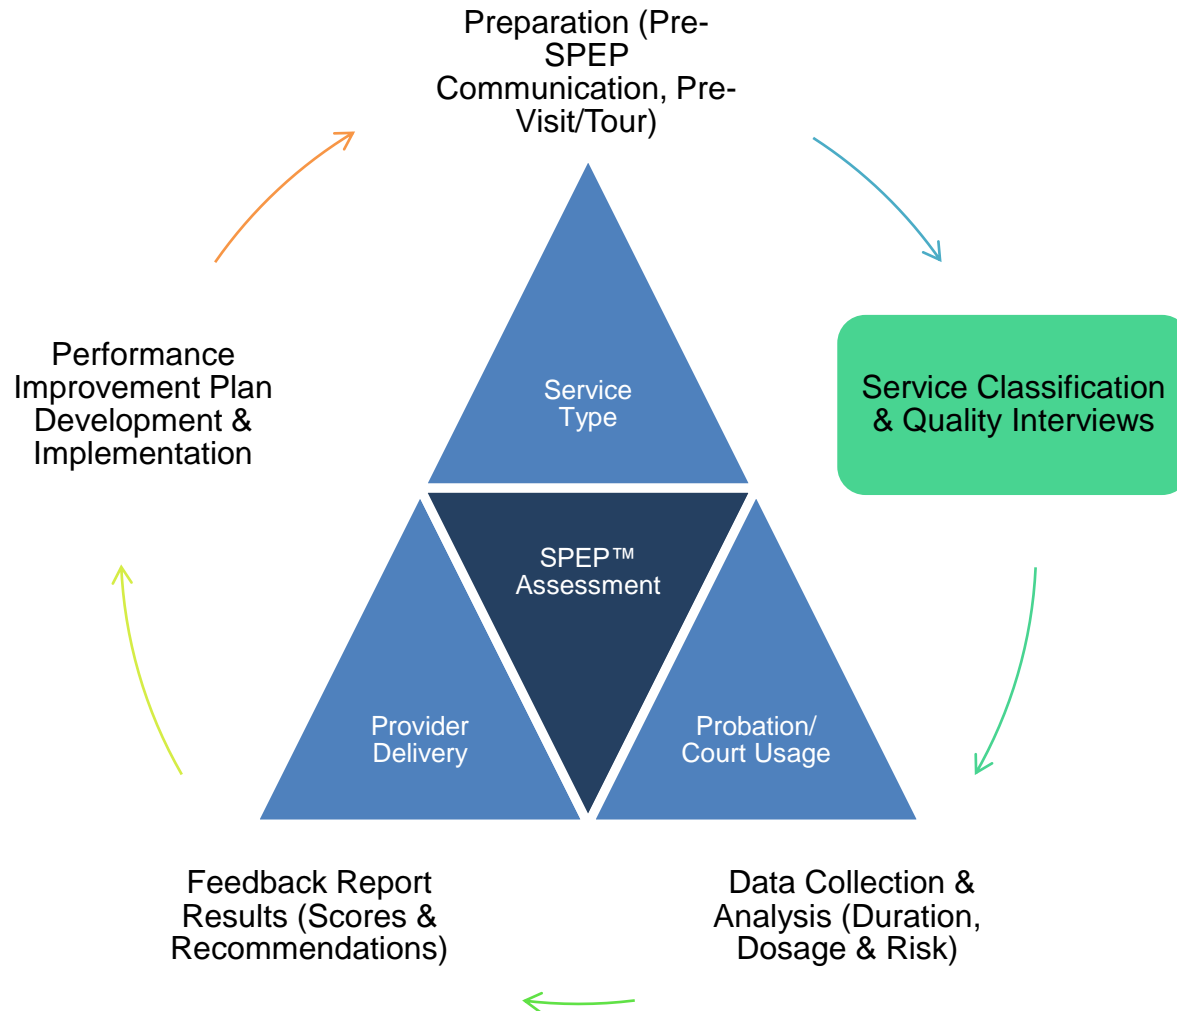 Preparation (Pre-
SPEP
Communication, Pre-
Visit/Tour)
Service Classification
& Quality Interviews
Data Collection &
Analysis (Duration,
Dosage & Risk)
Feedback Report
Results (Scores &
Recommendations)
Performance
Improvement Plan
Development &
Implementation
Service
Type
SPEP™
Assessment
Provider
Delivery
Probation/
Court Usage